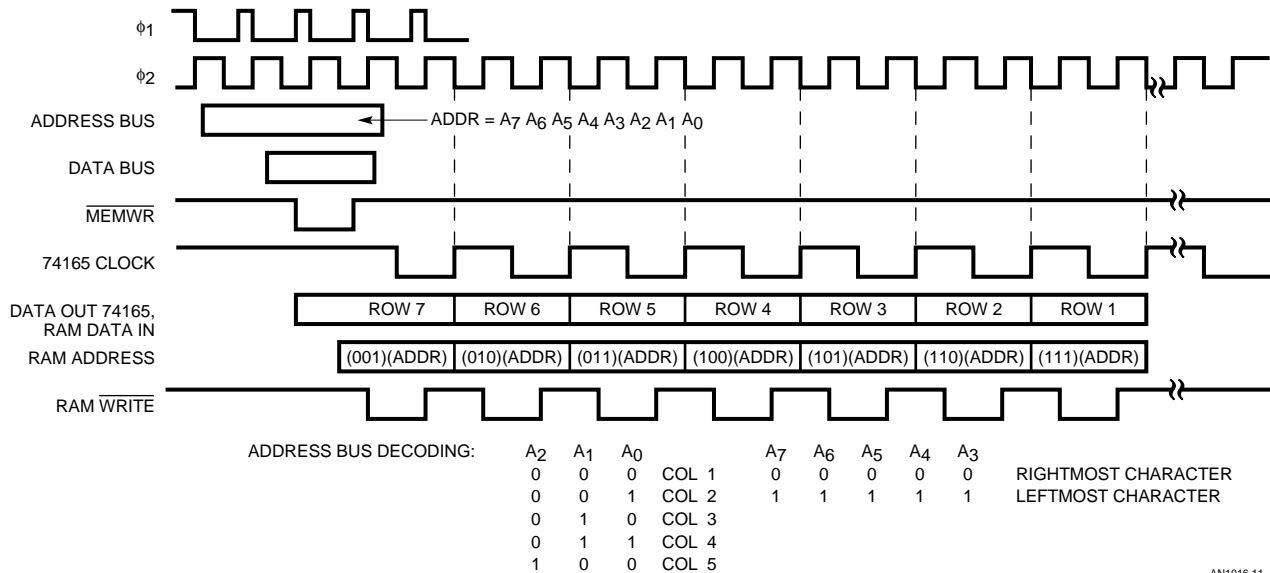 ϕ1
ϕ2
ADDRESS BUS
ADDR = A7 A6 A5 A4 A3 A2 A1 A0
DATA BUS
MEMWR
74165 CLOCK
DATA OUT 74165,
RAM DATA IN
ROW 7 ROW 6 ROW 5 ROW 4 ROW 3 ROW 2 ROW 1
RAM ADDRESS
(001)(ADDR) (010)(ADDR) (011)(ADDR) (100)(ADDR) (101)(ADDR) (110)(ADDR) (111)(ADDR)
RAM WRITE
ADDRESS BUS DECODING: A2 A1 A0 A7 A6 A5 A4 A3
0 0 0 COL 1 0 0 0 0 0 RIGHTMOST CHARACTER
0 0 1 COL 2 1 1 1 1 1 LEFTMOST CHARACTER
0 1 0 COL 3
0 1 1 COL 4
1 0 0 COL 5